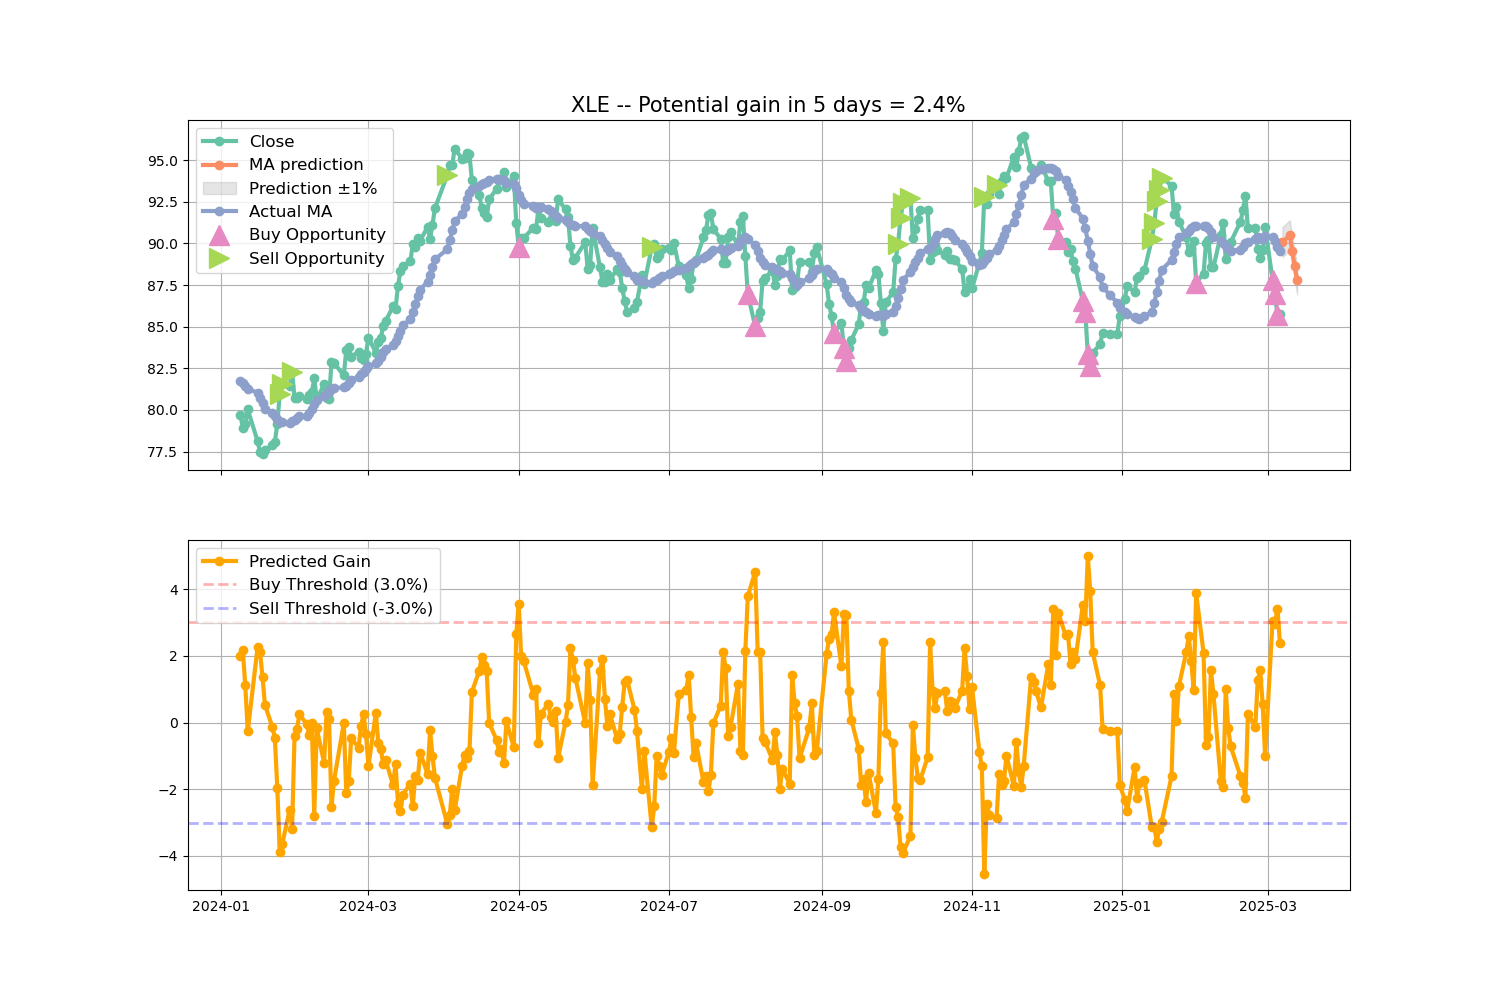 XLE -- Potential gain in 5 days = 2.4%
95.0
92.5
90.0
87.5
85.0
82.5
80.0
77.5
Close
MA prediction
Prediction ±1%
Actual MA
Buy Opportunity
Sell Opportunity
4
2
0
−2
−4
Predicted Gain
Buy Threshold (3.0%)
Sell Threshold (-3.0%)
2024-01
2024-03
2024-05
2024-07
2024-09
2024-11
2025-01
2025-03